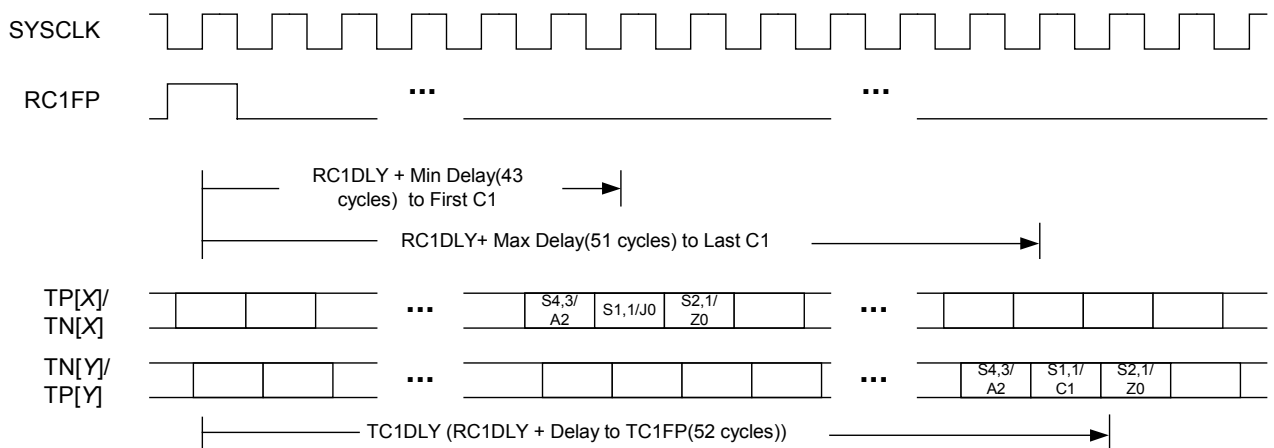 SYSCLK
RC1FP
...
...
RC1DLY + Min Delay(43
cycles) to First C1
RC1DLY+ Max Delay(51 cycles) to Last C1
TP[X]/
TN[X]
...
S4,3/
A2
S1,1/J0
S2,1/
Z0
...
TN[Y]/
TP[Y]
...
...
S4,3/
A2
S1,1/
C1
S2,1/
Z0
TC1DLY (RC1DLY + Delay to TC1FP(52 cycles))